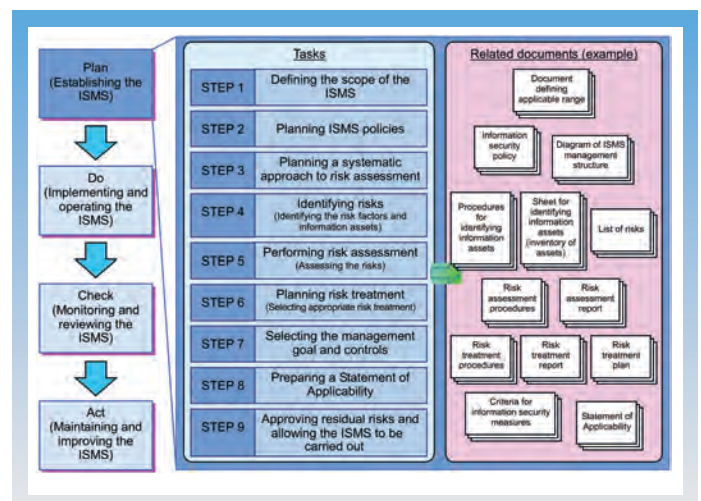 Plan
(Establishing the
ISMS)
Do
(Implementing and
operating the
ISMS)
Check
(Monitoring and
reviewing the
ISMS)
Act
(Maintaining and
improving the
ISMS)
Tasks
STEP 1
Defining the scope of the
ISMS
STEP 2
Planning ISMS policies
STEP 3
Planning a systematic
approach to risk assessment
STEP 4
Identifying risks
(Identifying the risk factors and
information assets)
STEP 5
Performing risk assessment
(Assessing the risks)
STEP 6
Planning risk treatment
(Selecting appropriate risk treatment)
STEP 7
Selecting the management
goal and controls
STEP 8
Preparing a Statement of
Applicability
STEP 9
Approving residual risks and
allowing the ISMS to be
carried out
Related documents (example)
Document
defining
applicable range
Information
security
policy
Diagram of ISMS
management
structure
Procedures
for
identifying
information
assets
Sheet for
identifying
information
assets
(inventory of
assets)
List of risks
Risk
assessment
procedures
Risk
assessment
report
Risk
treatment
procedures
Risk
treatment
report
Risk
treatment
plan
Criteria for
information security
measures
Statement of
Applicability